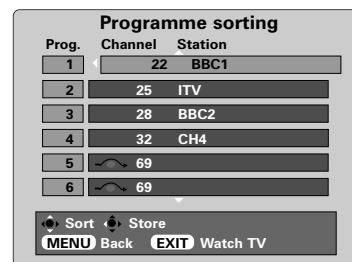 Programme sorting
Prog. Channel Station
1 22 BBC1
2 25 ITV
3 28 BBC2
4 32 CH4
5 69
6 69
Sort Store
MENU Back EXIT Watch TV